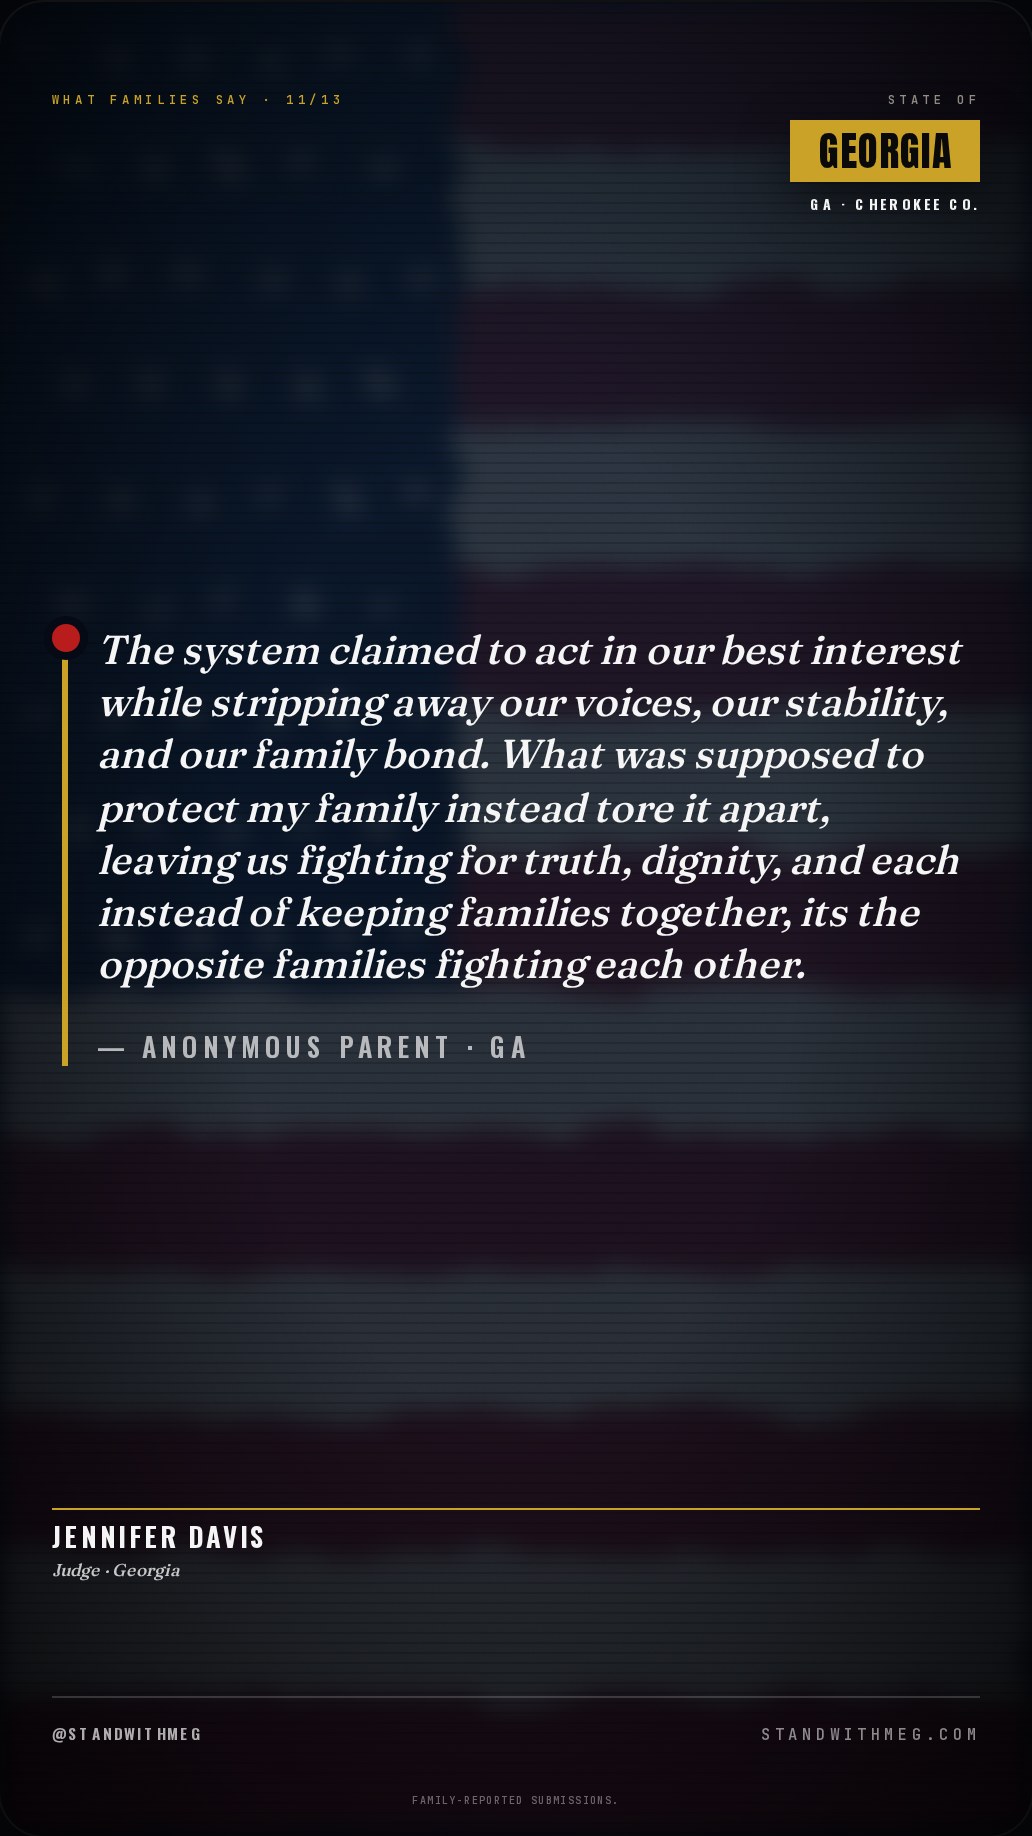 WHAT FAMILIES SAY · 11/13
STATE OF
GEORGIA
GA · CHEROKEE CO.
The system claimed to act in our best interest
while stripping away our voices, our stability,
and our family bond. What was supposed to
protect my family instead tore it apart,
leaving us fighting for truth, dignity, and each
instead of keeping families together, its the
opposite families fighting each other.
— ANONYMOUS PARENT · GA
JENNIFER DAVIS
Judge · Georgia
@STANDWITHMEG
STANDWITHMEG.COM
FAMILY-REPORTED SUBMISSIONS.